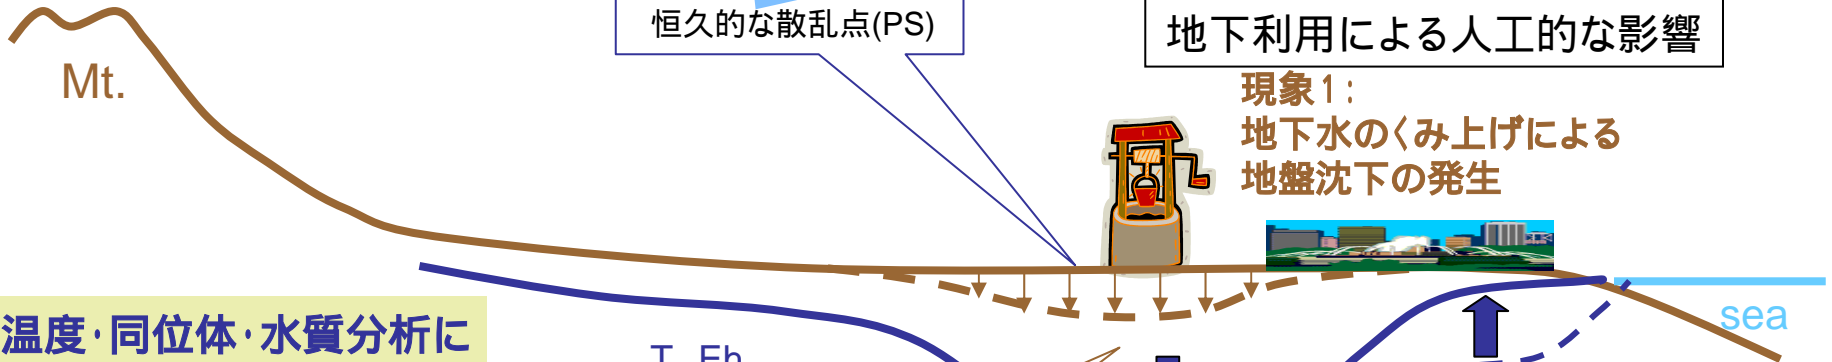 恒久的な散乱点(PS)
地下利用による人工的な影響
Mt.
現象1:
地下水のくみ上げによる
地盤沈下の発生
sea
温度·同位体·水質分析に
T, Eh